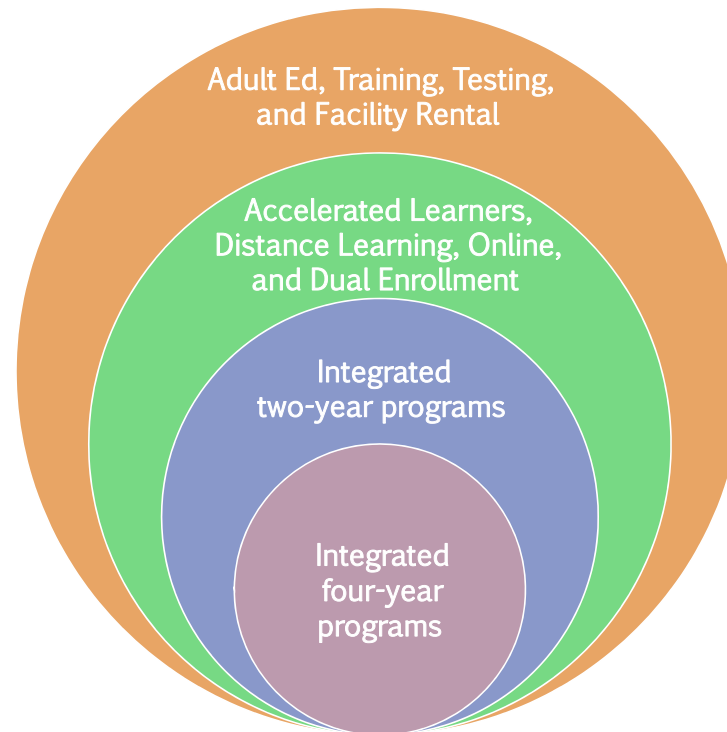 Adult Ed, Training, Testing,
and Facility Rental
Accelerated Learners,
Distance Learning, Online,
and Dual Enrollment
Integrated
two-year programs
Integrated
four-year
programs